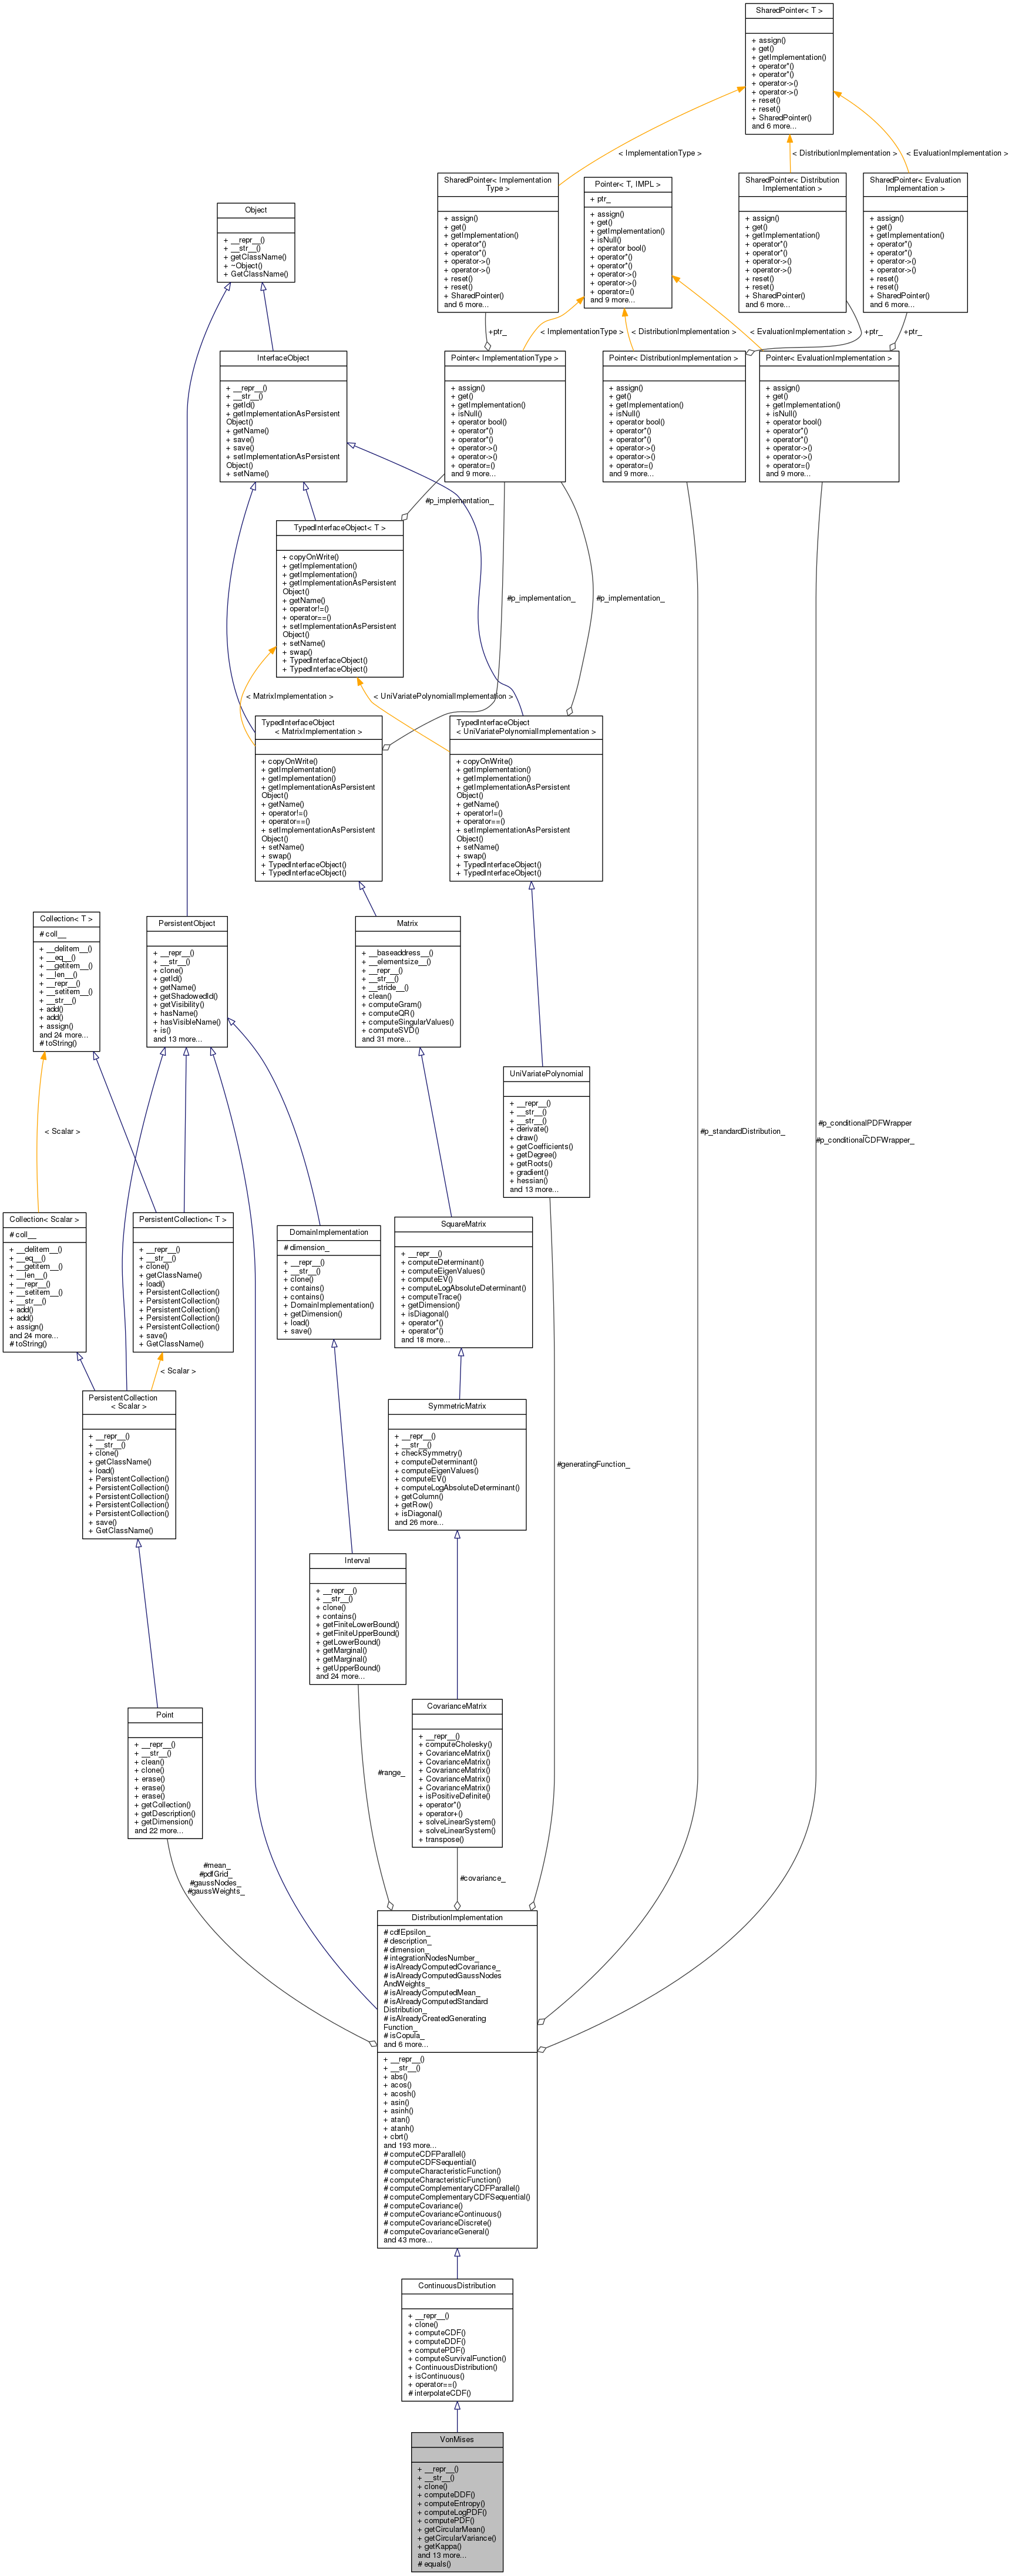 SharedPointer< T >
+ assign()
+ get()
+ getImplementation()
+ operator*()
+ operator*()
+ operator->()
+ operator->()
+ reset()
+ reset()
+ SharedPointer()
and 6 more...
< ImplementationType >
< DistributionImplementation >
< EvaluationImplementation >
SharedPointer< Implementation
Type >
+ assign()
+ get()
+ getImplementation()
+ operator*()
+ operator*()
+ operator->()
+ operator->()
+ reset()
+ reset()
+ SharedPointer()
and 6 more...
Pointer< T, IMPL >
+ ptr_
+ assign()
+ get()
+ getImplementation()
+ isNull()
+ operator bool()
+ operator*()
+ operator*()
+ operator->()
+ operator->()
+ operator=()
and 9 more...
SharedPointer< Distribution
Implementation >
+ assign()
+ get()
+ getImplementation()
+ operator*()
+ operator*()
+ operator->()
+ operator->()
+ reset()
+ reset()
+ SharedPointer()
and 6 more...
SharedPointer< Evaluation
Implementation >
+ assign()
+ get()
+ getImplementation()
+ operator*()
+ operator*()
+ operator->()
+ operator->()
+ reset()
+ reset()
+ SharedPointer()
and 6 more...
Object
+ __repr__()
+ __str__()
+ getClassName()
+ ~Object()
+ GetClassName()
+ptr_
< ImplementationType >
< DistributionImplementation >
< EvaluationImplementation >
+ptr_
+ptr_
InterfaceObject
+ __repr__()
+ __str__()
+ getId()
+ getImplementationAsPersistent
Object()
+ getName()
+ save()
+ save()
+ setImplementationAsPersistent
Object()
+ setName()
Pointer< ImplementationType >
+ assign()
+ get()
+ getImplementation()
+ isNull()
+ operator bool()
+ operator*()
+ operator*()
+ operator->()
+ operator->()
+ operator=()
and 9 more...
Pointer< DistributionImplementation >
+ assign()
+ get()
+ getImplementation()
+ isNull()
+ operator bool()
+ operator*()
+ operator*()
+ operator->()
+ operator->()
+ operator=()
and 9 more...
Pointer< EvaluationImplementation >
+ assign()
+ get()
+ getImplementation()
+ isNull()
+ operator bool()
+ operator*()
+ operator*()
+ operator->()
+ operator->()
+ operator=()
and 9 more...
#p_implementation_
TypedInterfaceObject< T >
+ copyOnWrite()
+ getImplementation()
+ getImplementation()
+ getImplementationAsPersistent
Object()
+ getName()
+ operator!=()
+ operator==()
+ setImplementationAsPersistent
Object()
+ setName()
+ swap()
+ TypedInterfaceObject()
+ TypedInterfaceObject()
#p_implementation_
#p_implementation_
< MatrixImplementation >
< UniVariatePolynomialImplementation >
TypedInterfaceObject
< MatrixImplementation >
+ copyOnWrite()
+ getImplementation()
+ getImplementation()
+ getImplementationAsPersistent
Object()
+ getName()
+ operator!=()
+ operator==()
+ setImplementationAsPersistent
Object()
+ setName()
+ swap()
+ TypedInterfaceObject()
+ TypedInterfaceObject()
TypedInterfaceObject
< UniVariatePolynomialImplementation >
+ copyOnWrite()
+ getImplementation()
+ getImplementation()
+ getImplementationAsPersistent
Object()
+ getName()
+ operator!=()
+ operator==()
+ setImplementationAsPersistent
Object()
+ setName()
+ swap()
+ TypedInterfaceObject()
+ TypedInterfaceObject()
Collection< T >
# coll__
+ __delitem__()
+ __eq__()
+ __getitem__()
+ __len__()
+ __repr__()
+ __setitem__()
+ __str__()
+ add()
+ add()
+ assign()
and 24 more...
# toString()
PersistentObject
+ __repr__()
+ __str__()
+ clone()
+ getId()
+ getName()
+ getShadowedId()
+ getVisibility()
+ hasName()
+ hasVisibleName()
+ is()
and 13 more...
Matrix
+ __baseaddress__()
+ __elementsize__()
+ __repr__()
+ __str__()
+ __stride__()
+ clean()
+ computeGram()
+ computeQR()
+ computeSingularValues()
+ computeSVD()
and 31 more...
UniVariatePolynomial
+ __repr__()
+ __str__()
+ __str__()
+ derivate()
+ draw()
+ getCoefficients()
+ getDegree()
+ getRoots()
+ gradient()
+ hessian()
and 13 more...
< Scalar >
#p_standardDistribution_
#p_conditionalPDFWrapper
_
#p_conditionalCDFWrapper_
Collection< Scalar >
# coll__
+ __delitem__()
+ __eq__()
+ __getitem__()
+ __len__()
+ __repr__()
+ __setitem__()
+ __str__()
+ add()
+ add()
+ assign()
and 24 more...
# toString()
PersistentCollection< T >
+ __repr__()
+ __str__()
+ clone()
+ getClassName()
+ load()
+ PersistentCollection()
+ PersistentCollection()
+ PersistentCollection()
+ PersistentCollection()
+ PersistentCollection()
+ save()
+ GetClassName()
DomainImplementation
# dimension_
+ __repr__()
+ __str__()
+ clone()
+ contains()
+ contains()
+ DomainImplementation()
+ getDimension()
+ load()
+ save()
SquareMatrix
+ __repr__()
+ computeDeterminant()
+ computeEigenValues()
+ computeEV()
+ computeLogAbsoluteDeterminant()
+ computeTrace()
+ getDimension()
+ isDiagonal()
+ operator*()
+ operator*()
and 18 more...
< Scalar >
PersistentCollection
< Scalar >
+ __repr__()
+ __str__()
+ clone()
+ getClassName()
+ load()
+ PersistentCollection()
+ PersistentCollection()
+ PersistentCollection()
+ PersistentCollection()
+ PersistentCollection()
+ save()
+ GetClassName()
SymmetricMatrix
+ __repr__()
+ __str__()
+ checkSymmetry()
+ computeDeterminant()
+ computeEigenValues()
+ computeEV()
+ computeLogAbsoluteDeterminant()
+ getColumn()
+ getRow()
+ isDiagonal()
and 26 more...
#generatingFunction_
Interval
+ __repr__()
+ __str__()
+ clone()
+ contains()
+ getFiniteLowerBound()
+ getFiniteUpperBound()
+ getLowerBound()
+ getMarginal()
+ getMarginal()
+ getUpperBound()
and 24 more...
Point
+ __repr__()
+ __str__()
+ clean()
+ clone()
+ erase()
+ erase()
+ erase()
+ getCollection()
+ getDescription()
+ getDimension()
and 22 more...
CovarianceMatrix
+ __repr__()
+ computeCholesky()
+ CovarianceMatrix()
+ CovarianceMatrix()
+ CovarianceMatrix()
+ CovarianceMatrix()
+ CovarianceMatrix()
+ isPositiveDefinite()
+ operator*()
+ operator+()
+ solveLinearSystem()
+ solveLinearSystem()
+ transpose()
#range_
#mean_
#pdfGrid_
#gaussNodes_
#gaussWeights_
#covariance_
DistributionImplementation
# cdfEpsilon_
# description_
# dimension_
# integrationNodesNumber_
# isAlreadyComputedCovariance_
# isAlreadyComputedGaussNodes
AndWeights_
# isAlreadyComputedMean_
# isAlreadyComputedStandard
Distribution_
# isAlreadyCreatedGenerating
Function_
# isCopula_
and 6 more...
+ __repr__()
+ __str__()
+ abs()
+ acos()
+ acosh()
+ asin()
+ asinh()
+ atan()
+ atanh()
+ cbrt()
and 193 more...
# computeCDFParallel()
# computeCDFSequential()
# computeCharacteristicFunction()
# computeCharacteristicFunction()
# computeComplementaryCDFParallel()
# computeComplementaryCDFSequential()
# computeCovariance()
# computeCovarianceContinuous()
# computeCovarianceDiscrete()
# computeCovarianceGeneral()
and 43 more...
ContinuousDistribution
+ __repr__()
+ clone()
+ computeCDF()
+ computeDDF()
+ computePDF()
+ computeSurvivalFunction()
+ ContinuousDistribution()
+ isContinuous()
+ operator==()
# interpolateCDF()
VonMises
+ __repr__()
+ __str__()
+ clone()
+ computeDDF()
+ computeEntropy()
+ computeLogPDF()
+ computePDF()
+ getCircularMean()
+ getCircularVariance()
+ getKappa()
and 13 more...
# equals()